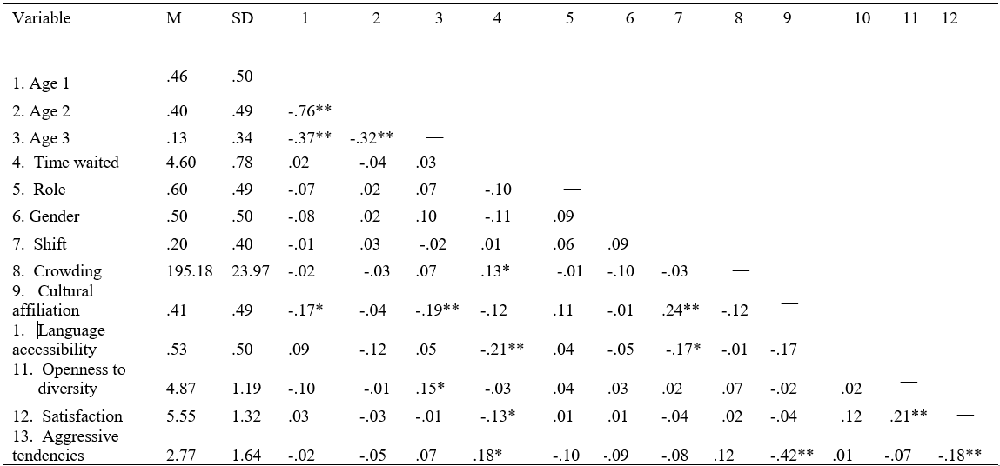 Variable M SD 1 2 3 4 5 6 7 8 9 10 11 12
1. Age 1 .46 .50 —
2. Age 2 .40 .49 -.76** —
3. Age 3 .13 .34 -.37** -.32** —
4. Time waited 4.60 .78 .02 -.04 .03 —
5. Role .60 .49 -.07 .02 .07 -.10 —
6. Gender .50 .50 -.08 .02 .10 -.11 .09 —
7. Shift .20 .40 -.01 .03 -.02 .01 .06 .09 —
8. Crowding 195.18 23.97 -.02 -.03 .07 .13* -.01 -.10 -.03 —
9. Cultural
affiliation .41 .49 -.17* -.04 -.19** -.12 .11 -.01 .24** -.12 —
1. Language
accessibility .53 .50 .09 -.12 .05 -.21** .04 -.05 -.17* -.01 -.17 —
11. Openness to
diversity 4.87 1.19 -.10 -.01 .15* -.03 .04 .03 .02 .07 -.02 .02 —
12. Satisfaction 5.55 1.32 .03 -.03 -.01 -.13* .01 .01 -.04 .02 -.04 .12 .21** —
13. Aggressive
tendencies 2.77 1.64 -.02 -.05 .07 .18* -.10 -.09 -.08 .12 -.42** .01 -.07 -.18**